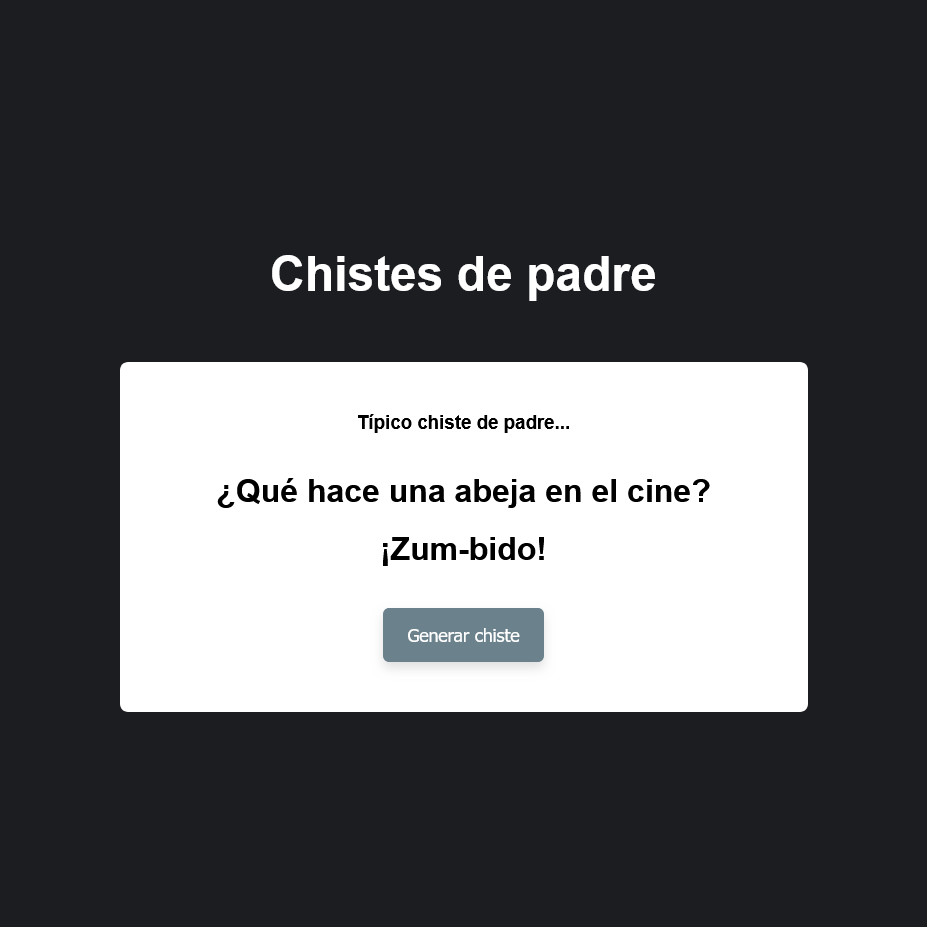 Chistes de padre
Típico chiste de padre...
¿Qué hace una abeja en el cine?
¡Zum-bido!
Generar chiste